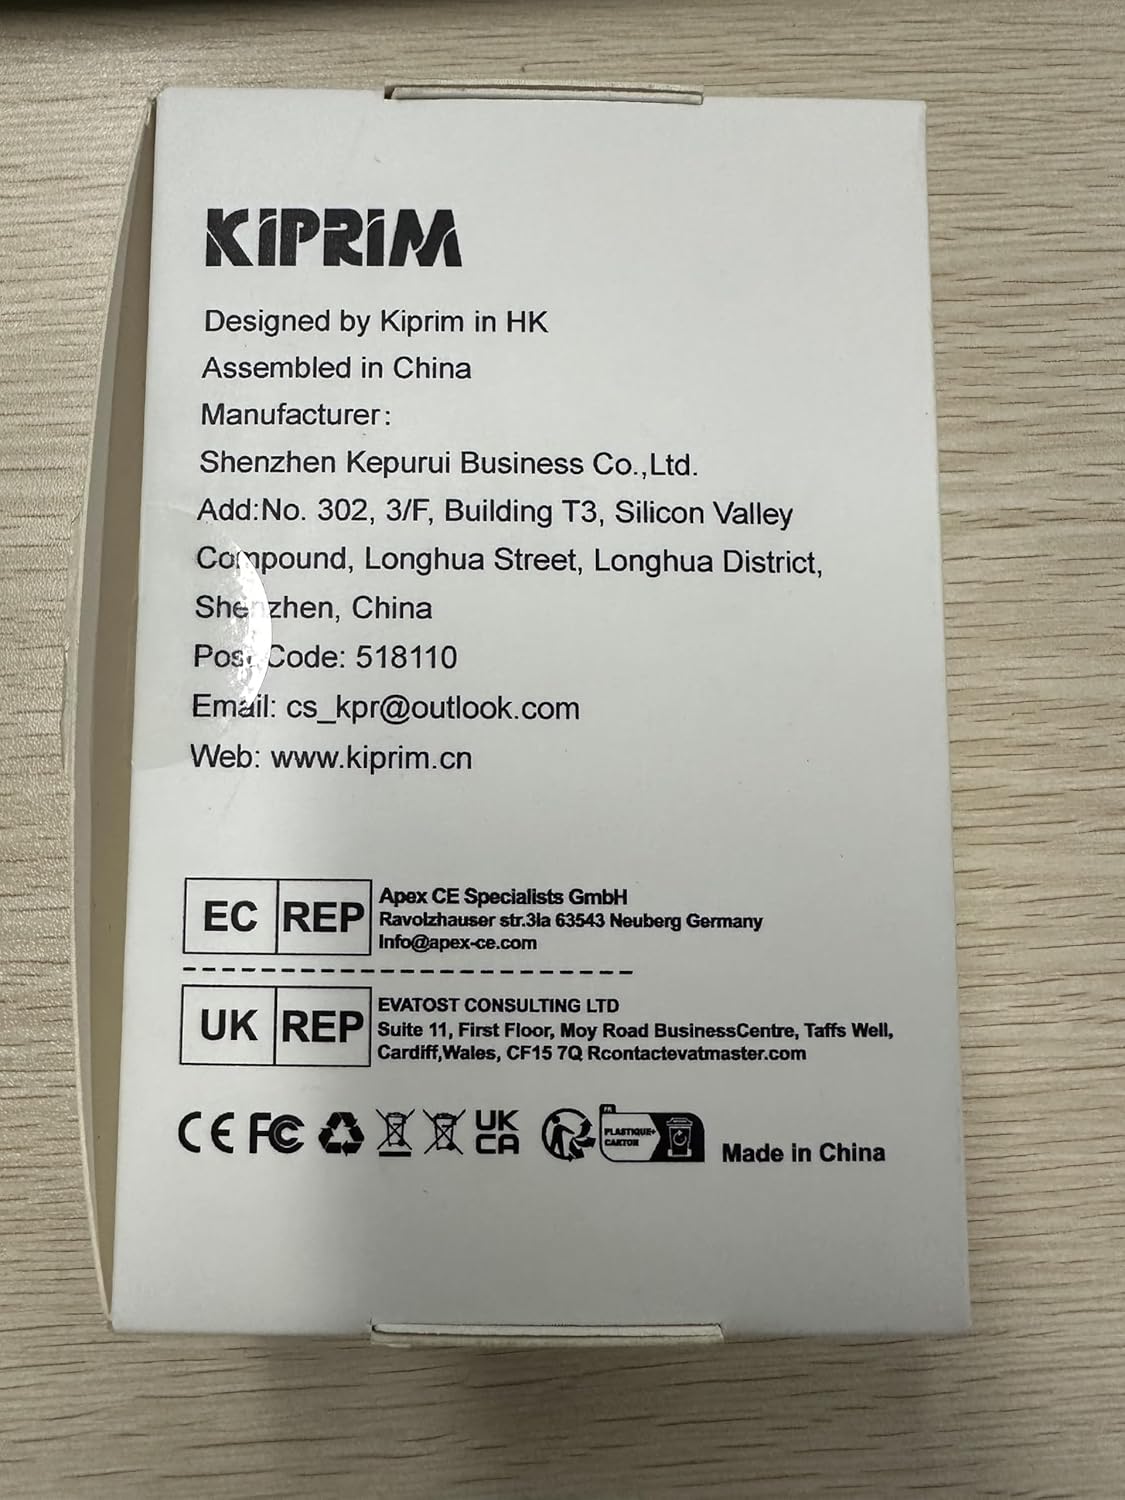 KiPRiM
Designed by Kiprim in HK
Assembled in China
Manufacturer:
Shenzhen Kepurui Business Co.,Ltd.
Add:No. 302, 3/F, Building T3, Silicon Valley
Compound, Longhua Street, Longhua District,
Shenzhen, China
Post Code: 518110
Email: cs_kpr@outlook.com
Web: www.kiprim.cn
EC REP
Apex CE Specialists GmbH
Ravolzhauser str.3la 63543 Neuberg Germany
Info@apex-ce.com
UK REP
EVATOST CONSULTING LTD
Suite 11, First Floor, Moy Road BusinessCentre, Taffs Well,
Cardiff,Wales, CF15 7Q Rcontactevatmaster.com
CE FC UK
CA
FR
PLASTIQUE+
CARTON
Made in China